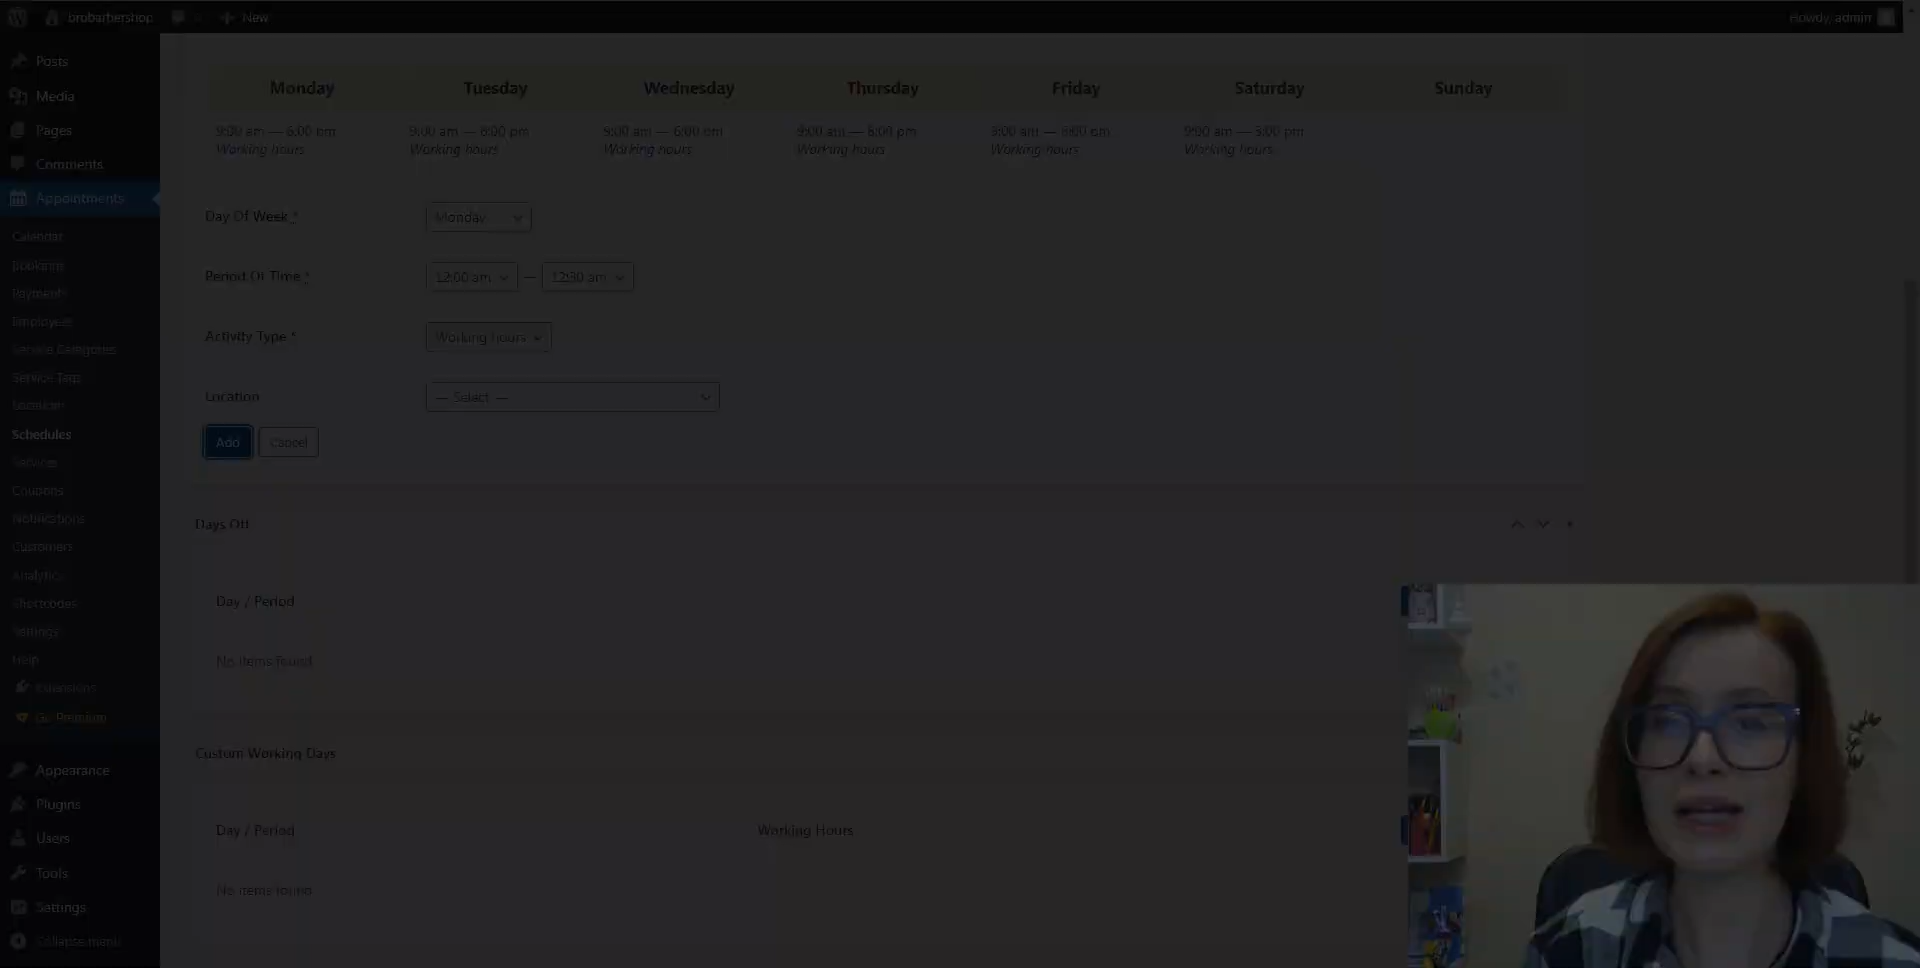 brobarbershop
New
Howdy, admin
Posts
Media
Pages
Comments
Appointments
Calendar
Bookings
Payments
Employees
Service Categories
Service Tags
Locations
Schedules
Services
Coupons
Notifications
Customers
Analytics
Shortcodes
Settings
Help
Extensions
Go Premium
Appearance
Plugins
Users
Tools
Settings
Collapse menu
Monday Tuesday Wednesday Thursday Friday Saturday Sunday
9:00 am — 6:00 pm 9:00 am — 6:00 pm 9:00 am — 6:00 pm 9:00 am — 6:00 pm 9:00 am — 6:00 pm 9:00 am — 3:00 pm
Working hours Working hours Working hours Working hours Working hours Working hours
Day Of Week * Monday
Period Of Time * 12:00 am — 12:30 am
Activity Type * Working hours
Location — Select —
Add Cancel
Days Off
Day / Period
No items found
Custom Working Days
Day / Period Working Hours
No items found